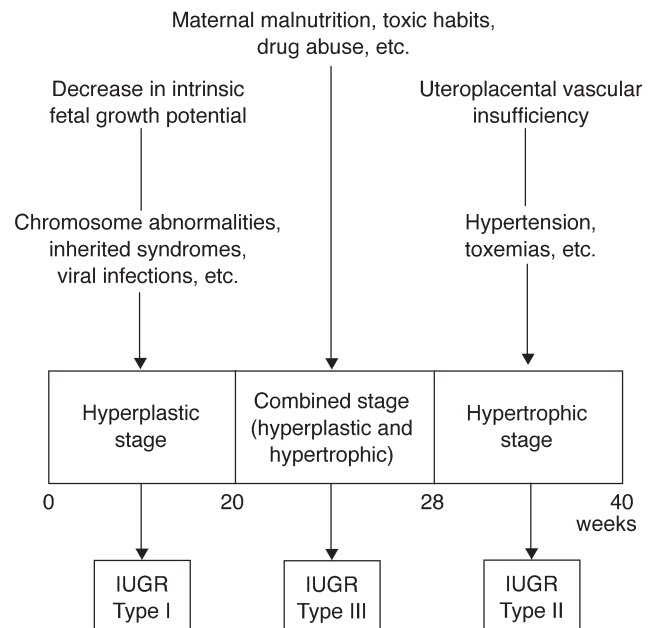 Maternal malnutrition, toxic habits,
drug abuse, etc.
Decrease in intrinsic
fetal growth potential
Uteroplacental vascular
insufficiency
Chromosome abnormalities,
inherited syndromes,
viral infections, etc.
Hypertension,
toxemias, etc.
Hyperplastic
stage
Combined stage
(hyperplastic and
hypertrophic)
Hypertrophic
stage
0 20 28 40
weeks
IUGR
Type I
IUGR
Type III
IUGR
Type II